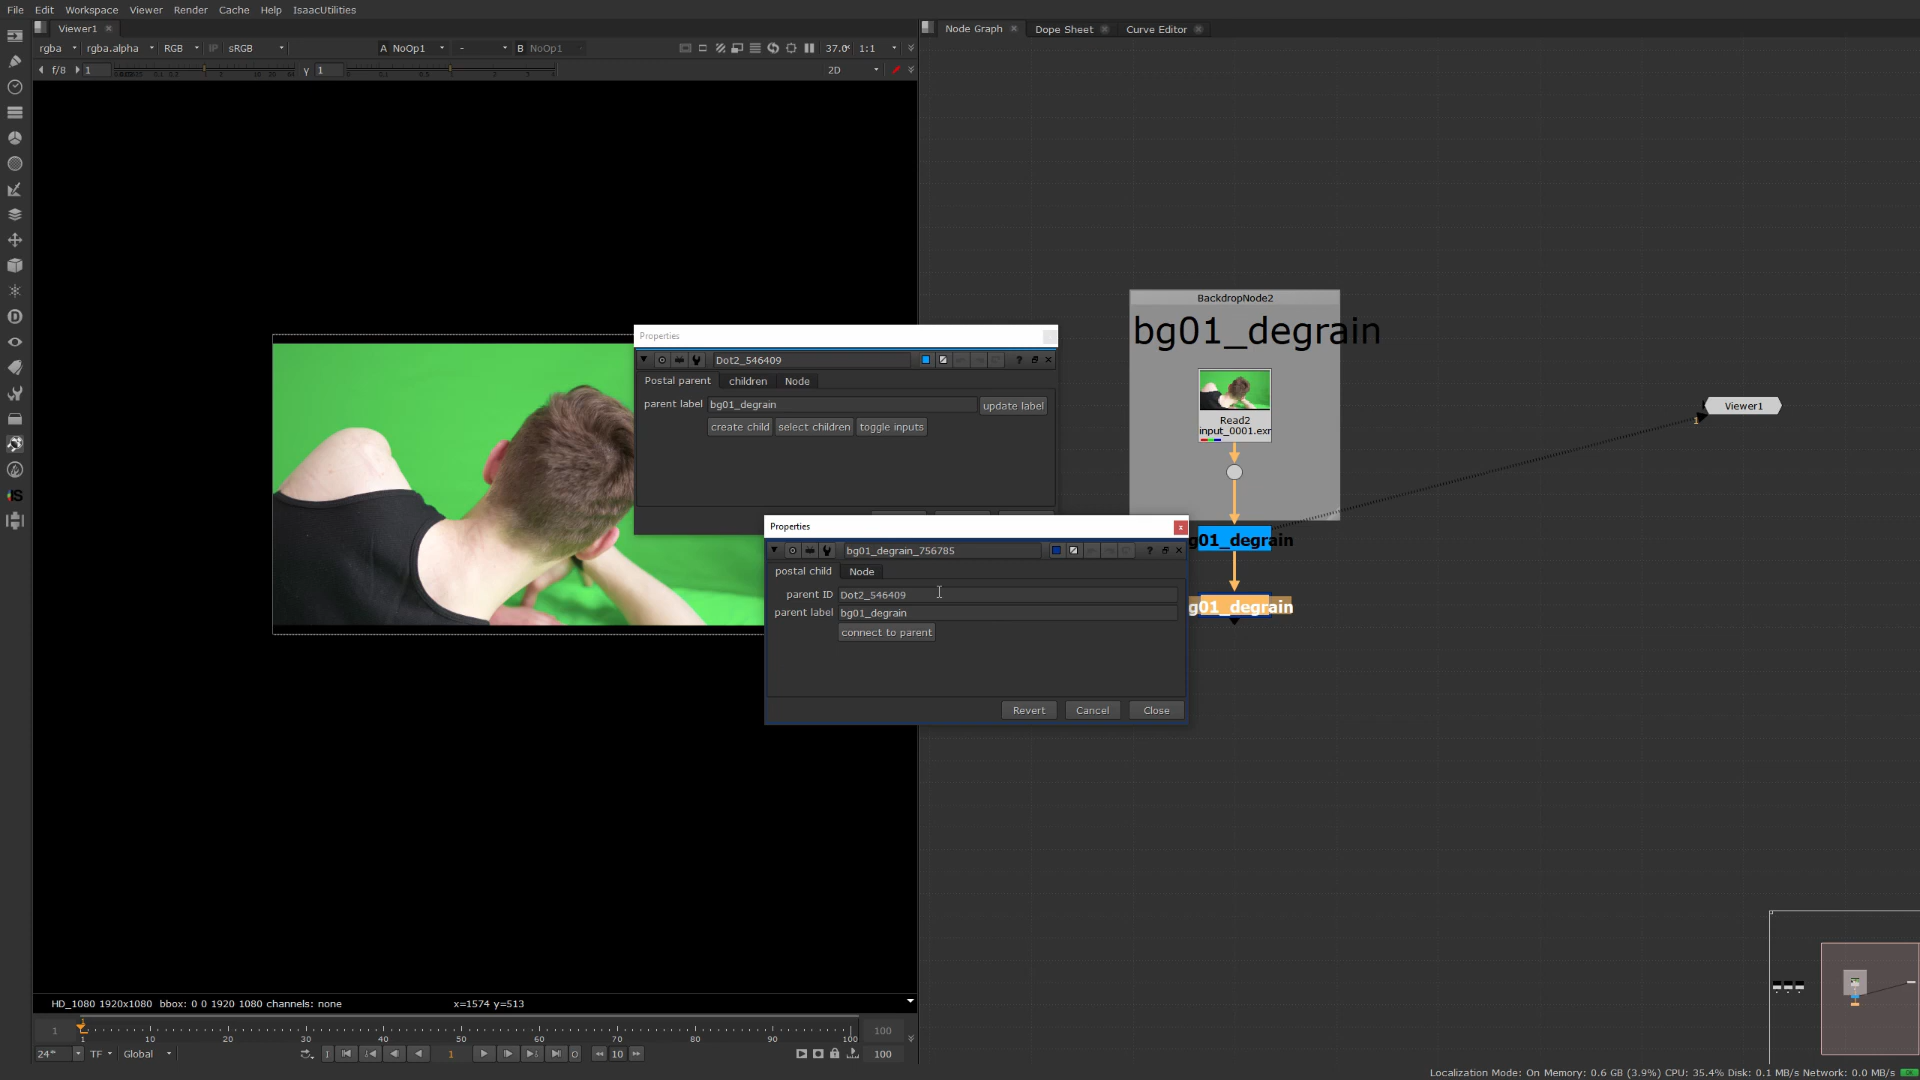 File Edit Workspace Viewer Render Cache Help IsaacUtilities
Viewer1
Node Graph Dope Sheet Curve Editor
rgba rgba.alpha RGB IP sRGB A NoOp1 - B NoOp1 1:1
f/8 1 γ 1 2D
Properties
Dot2_546409
Postal parent children Node
parent label bg01_degrain update label
create child select children toggle inputs
Properties
bg01_degrain_756785
postal child Node
parent ID Dot2_546409
parent label bg01_degrain
connect to parent
Revert Cancel Close
BackdropNode2
bg01_degrain
Read2
input_0001.exr
g01_degrain
g01_degrain
Viewer1
1
HD_1080 1920x1080 bbox: 0 0 1920 1080 channels: none x=1574 y=513
1 100
1 10 20 30 40 50 60 70 80 90 100
24* TF Global 1 10 100
Localization Mode: On Memory: 0.6 GB (3.9%) CPU: 35.4% Disk: 0.1 MB/s Network: 0.0 MB/s